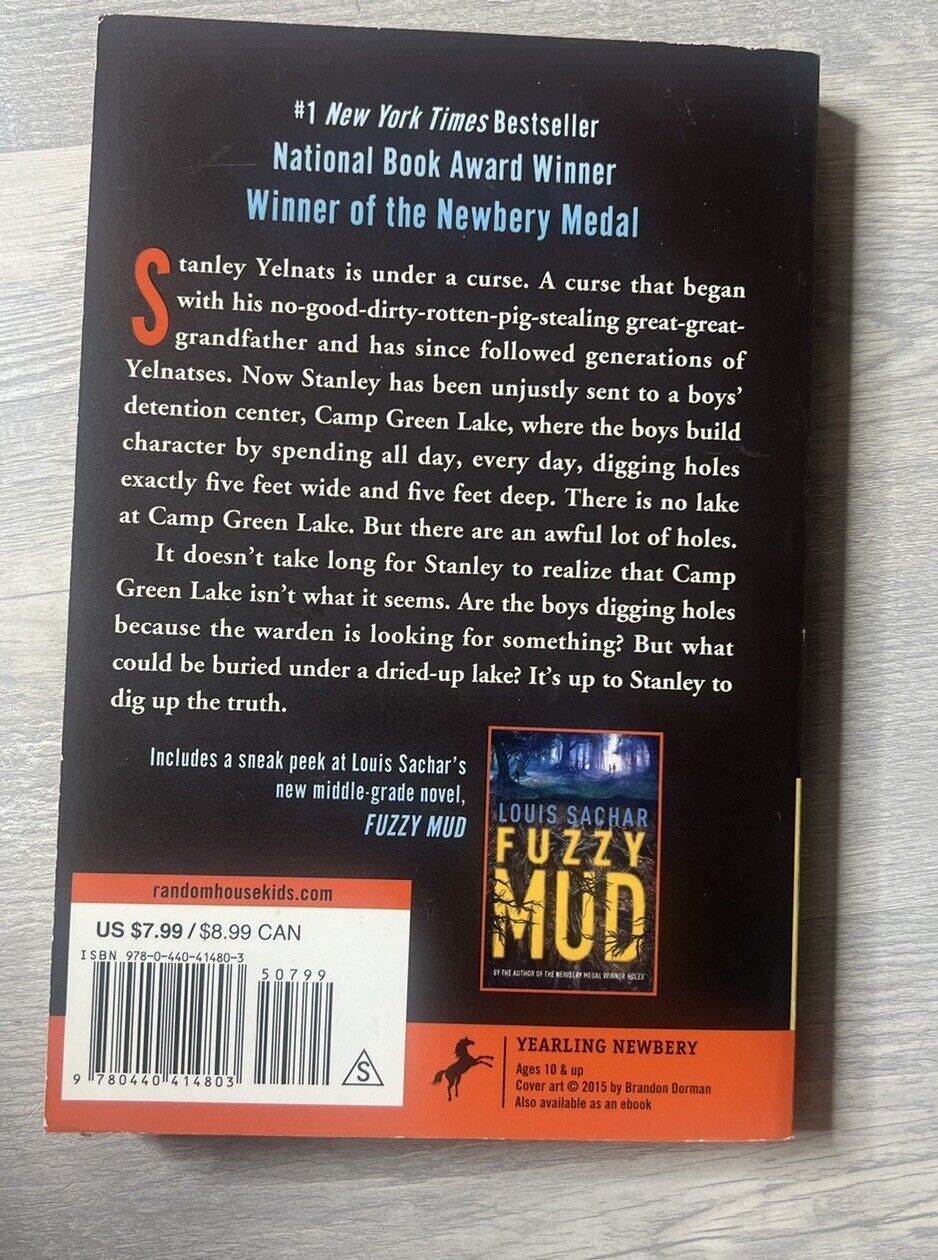 #1 New York Times Bestseller
National Book Award Winner
Winner of the Newbery Medal
Stanley Yelnats is under a curse. A curse that began
with his no-good-dirty-rotten-pig-stealing great-great-
grandfather and has since followed generations of
Yelnatses. Now Stanley has been unjustly sent to a boys'
detention center, Camp Green Lake, where the boys build
character by spending all day, every day, digging holes
exactly five feet wide and five feet deep. There is no lake
at Camp Green Lake. But there are an awful lot of holes.
It doesn't take long for Stanley to realize that Camp
Green Lake isn't what it seems. Are the boys digging holes
because the warden is looking for something? But what
could be buried under a dried-up lake? It's up to Stanley to
dig up the truth.
Includes a sneak peek at Louis Sachar's
new middle-grade novel,
FUZZY MUD
LOUIS SACHAR
FUZZY
MUD
BY THE AUTHOR OF THE NEWBERY MEDAL WINNER HOLES
randomhousekids.com
US $7.99 / $8.99 CAN
ISBN 978-0-440-41480-3
50799
9 780440 414803
S
YEARLING NEWBERY
Ages 10 & up
Cover art © 2015 by Brandon Dorman
Also available as an ebook